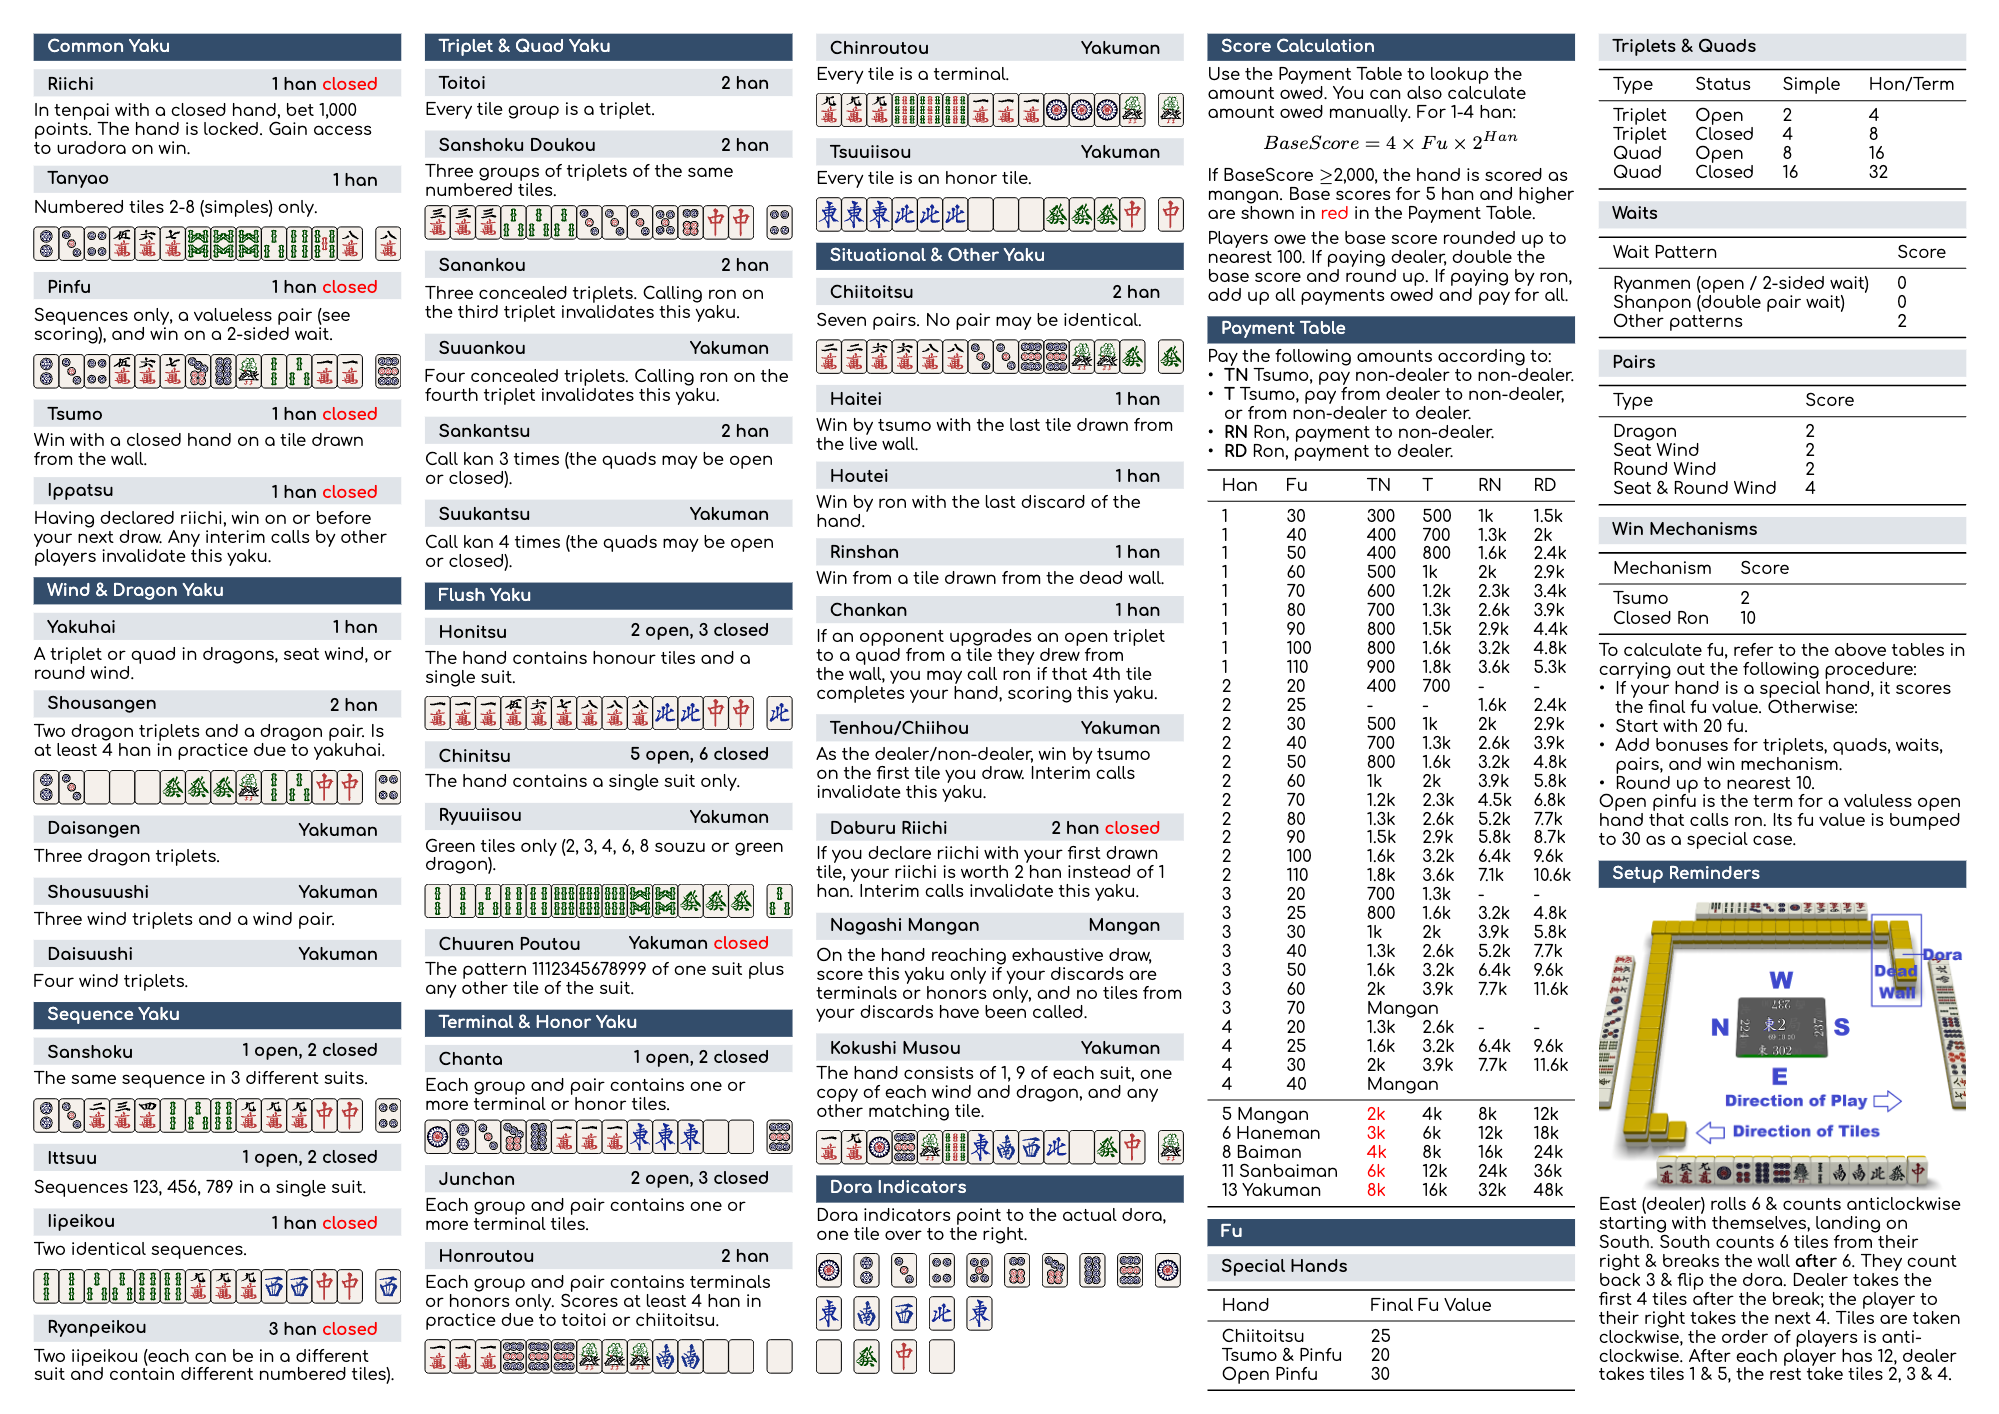 Common Yaku
Riichi 1 han closed
In tenpai with a closed hand, bet 1,000
points. The hand is locked. Gain access
to uradora on win.
Tanyao 1 han
Numbered tiles 2-8 (simples) only.
Pinfu 1 han closed
Sequences only, a valueless pair (see
scoring), and win on a 2-sided wait.
Tsumo 1 han closed
Win with a closed hand on a tile drawn
from the wall.
Ippatsu 1 han closed
Having declared riichi, win on or before
your next draw. Any interim calls by other
players invalidate this yaku.
Wind & Dragon Yaku
Yakuhai 1 han
A triplet or quad in dragons, seat wind, or
round wind.
Shousangen 2 han
Two dragon triplets and a dragon pair. Is
at least 4 han in practice due to yakuhai.
Daisangen Yakuman
Three dragon triplets.
Shousuushi Yakuman
Three wind triplets and a wind pair.
Daisuushi Yakuman
Four wind triplets.
Sequence Yaku
Sanshoku 1 open, 2 closed
The same sequence in 3 different suits.
Ittsuu 1 open, 2 closed
Sequences 123, 456, 789 in a single suit.
Iipeikou 1 han closed
Two identical sequences.
Ryanpeikou 3 han closed
Two iipeikou (each can be in a different
suit and contain different numbered tiles).
Triplet & Quad Yaku
Toitoi 2 han
Every tile group is a triplet.
Sanshoku Doukou 2 han
Three groups of triplets of the same
numbered tiles.
Sanankou 2 han
Three concealed triplets. Calling ron on
the third triplet invalidates this yaku.
Suuankou Yakuman
Four concealed triplets. Calling ron on the
fourth triplet invalidates this yaku.
Sankantsu 2 han
Call kan 3 times (the quads may be open
or closed).
Suukantsu Yakuman
Call kan 4 times (the quads may be open
or closed).
Flush Yaku
Honitsu 2 open, 3 closed
The hand contains honour tiles and a
single suit.
Chinitsu 5 open, 6 closed
The hand contains a single suit only.
Ryuuiisou Yakuman
Green tiles only (2, 3, 4, 6, 8 souzu or green
dragon).
Chuuren Poutou Yakuman closed
The pattern 1112345678999 of one suit plus
any other tile of the suit.
Terminal & Honor Yaku
Chanta 1 open, 2 closed
Each group and pair contains one or
more terminal or honor tiles.
Junchan 2 open, 3 closed
Each group and pair contains one or
more terminal tiles.
Honroutou 2 han
Each group and pair contains terminals
or honors only. Scores at least 4 han in
practice due to toitoi or chiitoitsu.
Chinroutou Yakuman
Every tile is a terminal.
Tsuuiisou Yakuman
Every tile is an honor tile.
Situational & Other Yaku
Chiitoitsu 2 han
Seven pairs. No pair may be identical.
Haitei 1 han
Win by tsumo with the last tile drawn from
the live wall.
Houtei 1 han
Win by ron with the last discard of the
hand.
Rinshan 1 han
Win from a tile drawn from the dead wall.
Chankan 1 han
If an opponent upgrades an open triplet
to a quad from a tile they drew from
the wall, you may call ron if that 4th tile
completes your hand, scoring this yaku.
Tenhou/Chiihou Yakuman
As the dealer/non-dealer, win by tsumo
on the first tile you draw. Interim calls
invalidate this yaku.
Daburu Riichi 2 han closed
If you declare riichi with your first drawn
tile, your riichi is worth 2 han instead of 1
han. Interim calls invalidate this yaku.
Nagashi Mangan Mangan
On the hand reaching exhaustive draw,
score this yaku only if your discards are
terminals or honors only, and no tiles from
your discards have been called.
Kokushi Musou Yakuman
The hand consists of 1, 9 of each suit, one
copy of each wind and dragon, and any
other matching tile.
Dora Indicators
Dora indicators point to the actual dora,
one tile over to the right.
Score Calculation
Use the Payment Table to lookup the
amount owed. You can also calculate
amount owed manually. For 1-4 han:
BaseScore = 4 × Fu × 2^Han
If BaseScore ≥2,000, the hand is scored as
mangan. Base scores for 5 han and higher
are shown in red in the Payment Table.
Players owe the base score rounded up to
nearest 100. If paying dealer, double the
base score and round up. If paying by ron,
add up all payments owed and pay for all.
Payment Table
Pay the following amounts according to:
• TN Tsumo, pay non-dealer to non-dealer.
• T Tsumo, pay from dealer to non-dealer,
or from non-dealer to dealer.
• RN Ron, payment to non-dealer.
• RD Ron, payment to dealer.
Han Fu TN T RN RD
1 30 300 500 1k 1.5k
1 40 400 700 1.3k 2k
1 50 400 800 1.6k 2.4k
1 60 500 1k 2k 2.9k
1 70 600 1.2k 2.3k 3.4k
1 80 700 1.3k 2.6k 3.9k
1 90 800 1.5k 2.9k 4.4k
1 100 800 1.6k 3.2k 4.8k
1 110 900 1.8k 3.6k 5.3k
2 20 400 700 - -
2 25 - - 1.6k 2.4k
2 30 500 1k 2k 2.9k
2 40 700 1.3k 2.6k 3.9k
2 50 800 1.6k 3.2k 4.8k
2 60 1k 2k 3.9k 5.8k
2 70 1.2k 2.3k 4.5k 6.8k
2 80 1.3k 2.6k 5.2k 7.7k
2 90 1.5k 2.9k 5.8k 8.7k
2 100 1.6k 3.2k 6.4k 9.6k
2 110 1.8k 3.6k 7.1k 10.6k
3 20 700 1.3k - -
3 25 800 1.6k 3.2k 4.8k
3 30 1k 2k 3.9k 5.8k
3 40 1.3k 2.6k 5.2k 7.7k
3 50 1.6k 3.2k 6.4k 9.6k
3 60 2k 3.9k 7.7k 11.6k
3 70 Mangan
4 20 1.3k 2.6k - -
4 25 1.6k 3.2k 6.4k 9.6k
4 30 2k 3.9k 7.7k 11.6k
4 40 Mangan
5 Mangan 2k 4k 8k 12k
6 Haneman 3k 6k 12k 18k
8 Baiman 4k 8k 16k 24k
11 Sanbaiman 6k 12k 24k 36k
13 Yakuman 8k 16k 32k 48k
Fu
Special Hands
Hand Final Fu Value
Chiitoitsu 25
Tsumo & Pinfu 20
Open Pinfu 30
Triplets & Quads
Type Status Simple Hon/Term
Triplet Open 2 4
Triplet Closed 4 8
Quad Open 8 16
Quad Closed 16 32
Waits
Wait Pattern Score
Ryanmen (open / 2-sided wait) 0
Shanpon (double pair wait) 0
Other patterns 2
Pairs
Type Score
Dragon 2
Seat Wind 2
Round Wind 2
Seat & Round Wind 4
Win Mechanisms
Mechanism Score
Tsumo 2
Closed Ron 10
To calculate fu, refer to the above tables in
carrying out the following procedure:
• If your hand is a special hand, it scores
the final fu value. Otherwise:
• Start with 20 fu.
• Add bonuses for triplets, quads, waits,
pairs, and win mechanism.
• Round up to nearest 10.
Open pinfu is the term for a valuless open
hand that calls ron. Its fu value is bumped
to 30 as a special case.
Setup Reminders
Dora
Dead
Wall
W
N S
E
Direction of Play
Direction of Tiles
East (dealer) rolls 6 & counts anticlockwise
starting with themselves, landing on
South. South counts 6 tiles from their
right & breaks the wall after 6. They count
back 3 & flip the dora. Dealer takes the
first 4 tiles after the break; the player to
their right takes the next 4. Tiles are taken
clockwise, the order of players is anti-
clockwise. After each player has 12, dealer
takes tiles 1 & 5, the rest take tiles 2, 3 & 4.